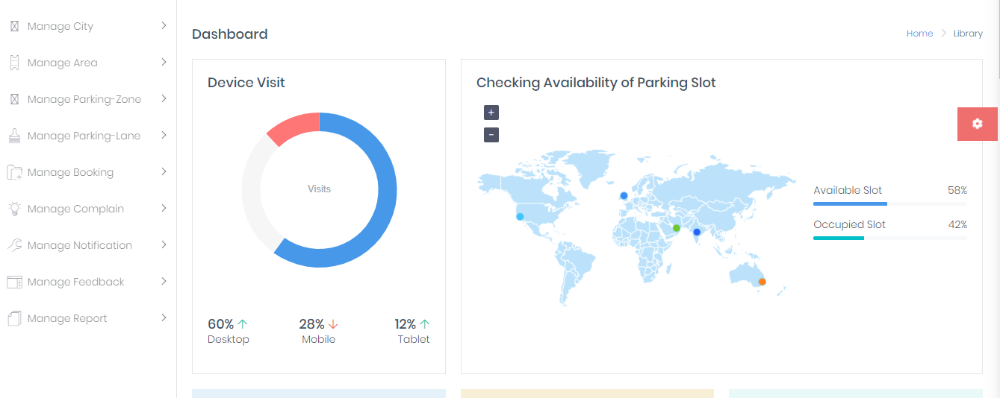 Manage City
Manage Area
Manage Parking-Zone
Manage Parking-Lane
Manage Booking
Manage Complain
Manage Notification
Manage Feedback
Manage Report
Dashboard
Home Library
Device Visit
Visits
60% 28% 12%
Desktop Mobile Tablet
Checking Availability of Parking Slot
+
-
Available Slot 58%
Occupied Slot 42%